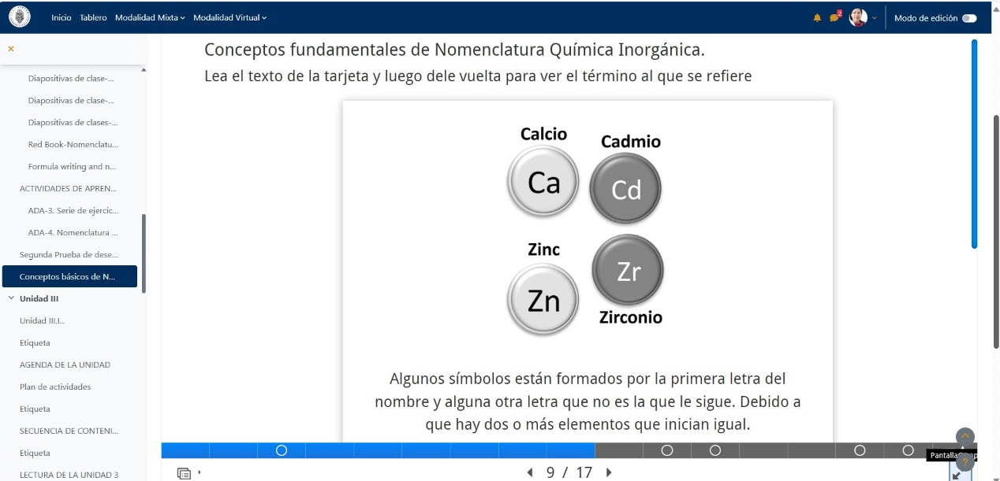 Inicio Tablero Modalidad Mixta Modalidad Virtual 2 Modo de edición
Diapositivas de clase-...
Diapositivas de clase-...
Diapositivas de clases-...
Red Book-Nomenclatu...
Formula writing and n...
ACTIVIDADES DE APREN...
ADA-3. Serie de ejercic...
ADA-4. Nomenclatura ...
Segunda Prueba de dese...
Conceptos básicos de N...
Unidad III
Unidad III.I...
Etiqueta
AGENDA DE LA UNIDAD
Plan de actividades
Etiqueta
SECUENCIA DE CONTENI...
Etiqueta
LECTURA DE LA UNIDAD 3
Conceptos fundamentales de Nomenclatura Química Inorgánica.
Lea el texto de la tarjeta y luego dele vuelta para ver el término al que se refiere
Calcio
Cadmio
Ca
Cd
Zinc
Zr
Zn
Zirconio
Algunos símbolos están formados por la primera letra del
nombre y alguna otra letra que no es la que le sigue. Debido a
que hay dos o más elementos que inician igual.
9 / 17
?